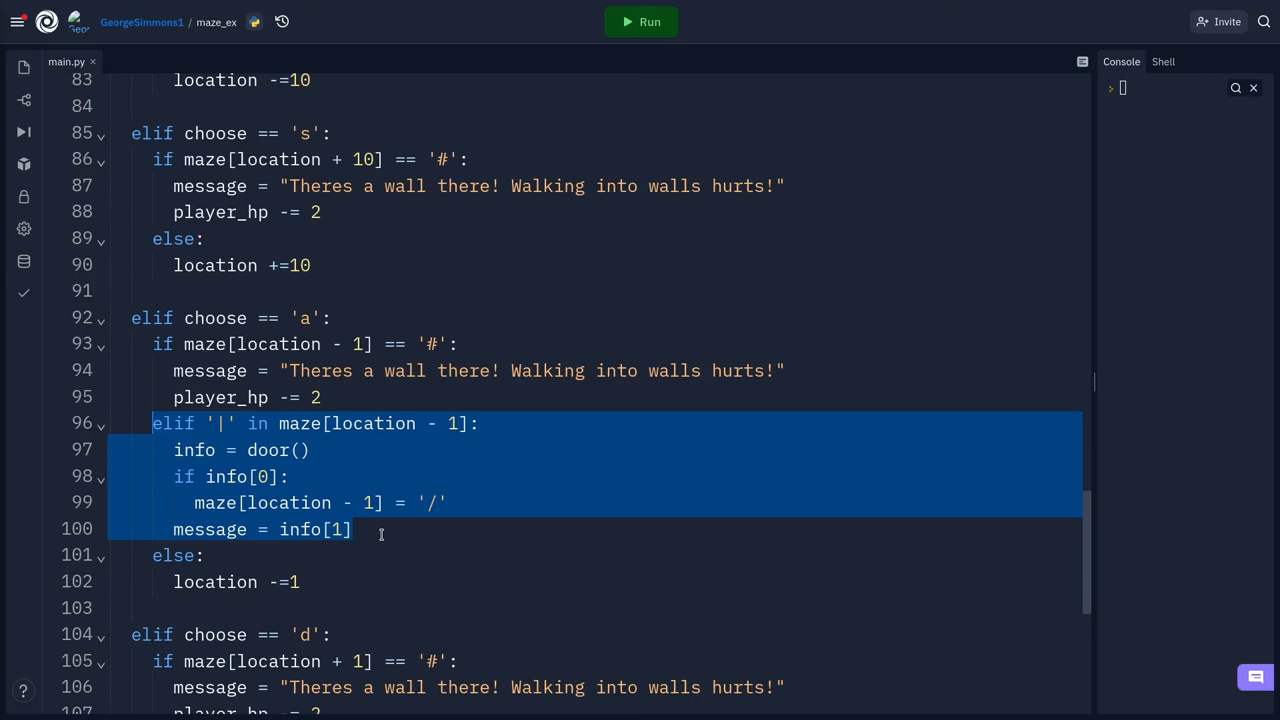 GeorgeSimmons1 / maze_ex
Run
Invite
main.py ×
Console Shell
83 location -=10
84
85 elif choose == 's':
86 if maze[location + 10] == '#':
87 message = "Theres a wall there! Walking into walls hurts!"
88 player_hp -= 2
89 else:
90 location +=10
91
92 elif choose == 'a':
93 if maze[location - 1] == '#':
94 message = "Theres a wall there! Walking into walls hurts!"
95 player_hp -= 2
96 elif '|' in maze[location - 1]:
97 info = door()
98 if info[0]:
99 maze[location - 1] = '/'
100 message = info[1]
101 else:
102 location -=1
103
104 elif choose == 'd':
105 if maze[location + 1] == '#':
106 message = "Theres a wall there! Walking into walls hurts!"
107 player_hp -= 2